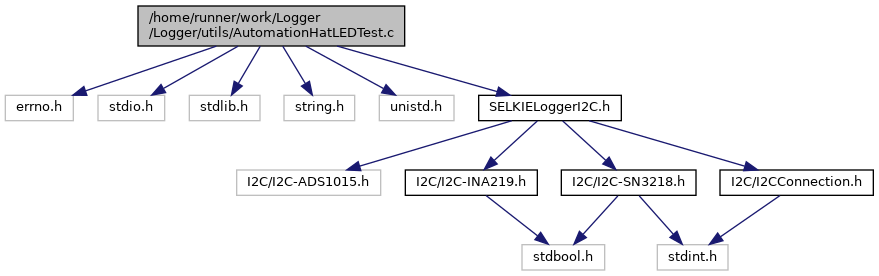 /home/runner/work/Logger
/Logger/utils/AutomationHatLEDTest.c
errno.h
stdio.h
stdlib.h
string.h
unistd.h
SELKIELoggerI2C.h
I2C/I2C-ADS1015.h
I2C/I2C-INA219.h
I2C/I2C-SN3218.h
I2C/I2CConnection.h
stdbool.h
stdint.h